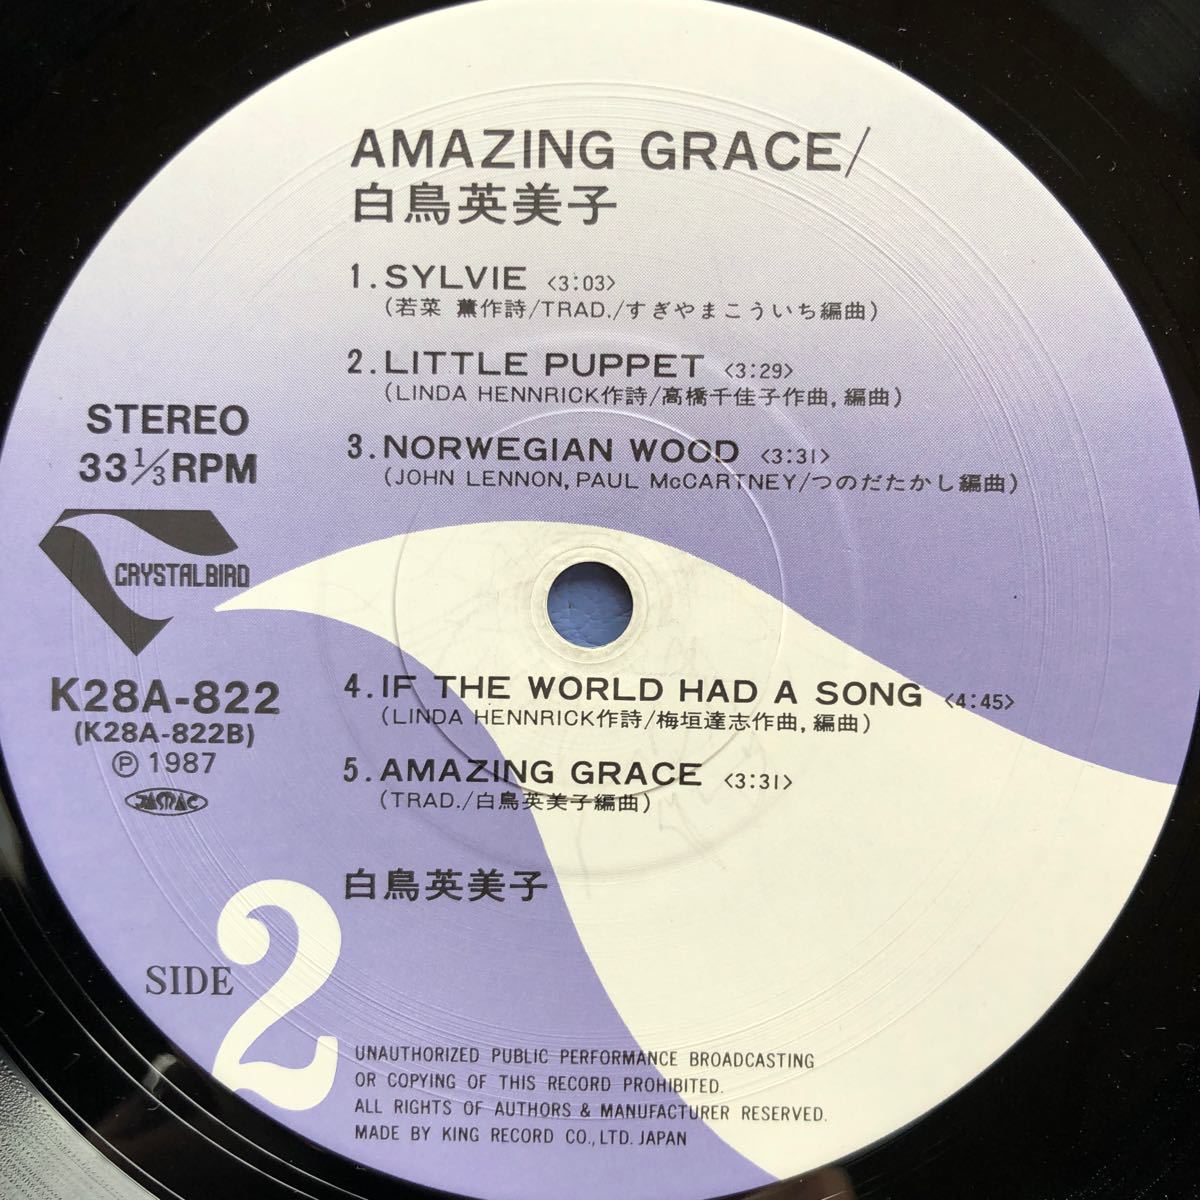 AMAZING GRACE/
白鳥英美子
1. SYLVIE <3:03>
(若菜 薫作詩/TRAD./すぎやまこういち編曲)
2. LITTLE PUPPET <3:29>
(LINDA HENNRICK作詩/高橋千佳子作曲,編曲)
3. NORWEGIAN WOOD <3:31>
(JOHN LENNON, PAUL McCARTNEY/つのだたかし編曲)
STEREO
33 1/3 RPM
CRYSTAL BIRD
K28A-822
(K28A-822B)
Ⓟ 1987
JASRAC
4. IF THE WORLD HAD A SONG <4:45>
(LINDA HENNRICK作詩/梅垣達志作曲,編曲)
5. AMAZING GRACE <3:31>
(TRAD./白鳥英美子編曲)
白鳥英美子
SIDE 2
UNAUTHORIZED PUBLIC PERFORMANCE BROADCASTING
OR COPYING OF THIS RECORD PROHIBITED.
ALL RIGHTS OF AUTHORS & MANUFACTURER RESERVED.
MADE BY KING RECORD CO., LTD. JAPAN